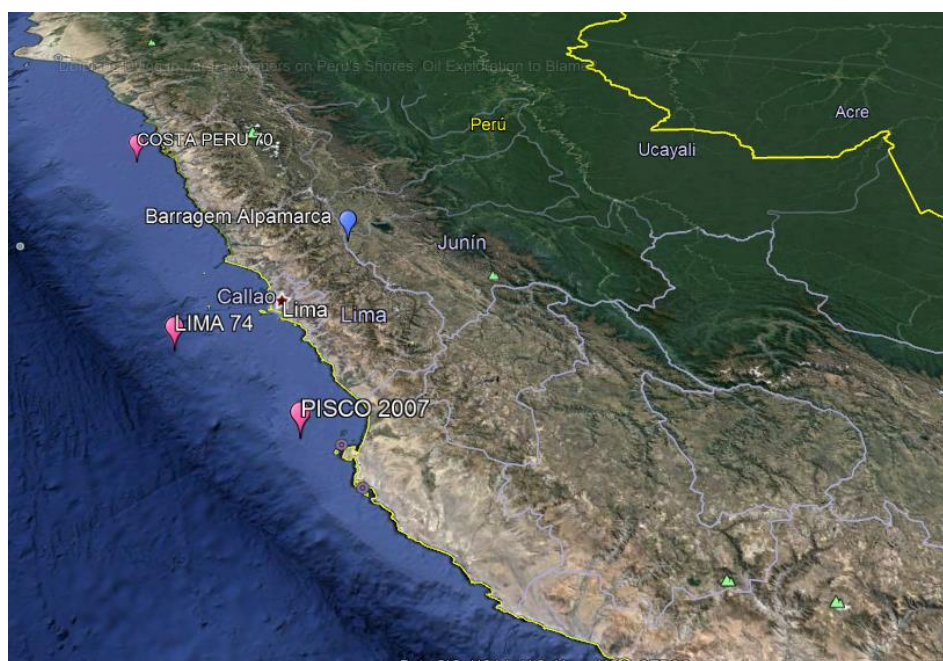 Perú
Acre
Ucayali
COSTA PERU 70
Barragem Alpamarca
Junín
Callao
Lima
Lima
LIMA 74
PISCO 2007